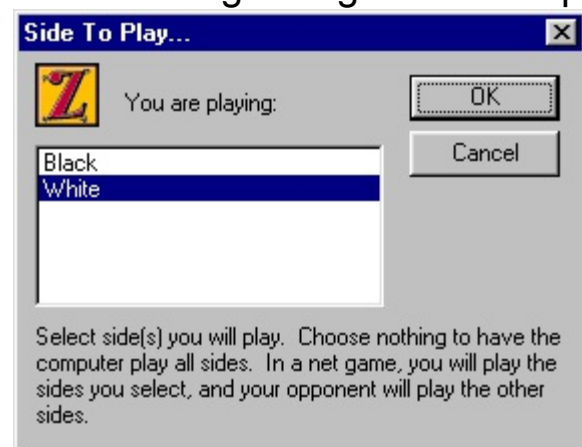 Side To Play...
Z
You are playing:
OK
Cancel
Black
White
Select side(s) you will play. Choose nothing to have the
computer play all sides. In a net game, you will play the
sides you select, and your opponent will play the other
sides.